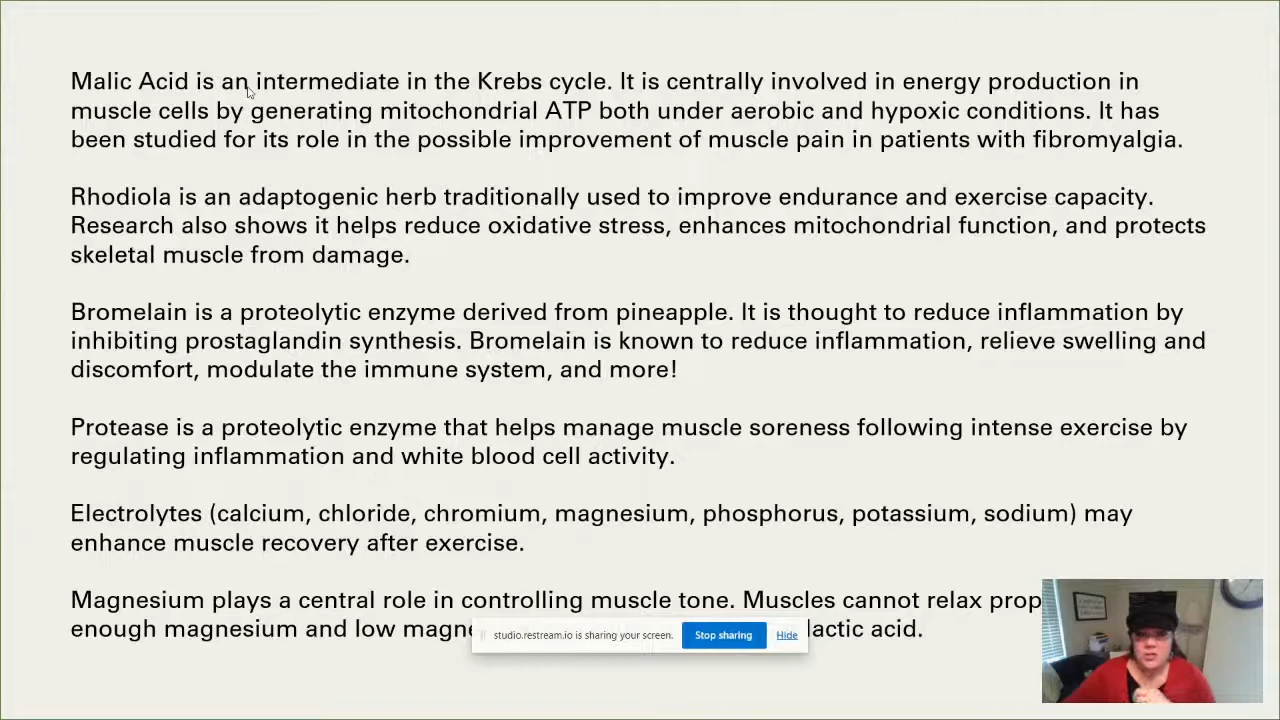 Malic Acid is an intermediate in the Krebs cycle. It is centrally involved in energy production in
muscle cells by generating mitochondrial ATP both under aerobic and hypoxic conditions. It has
been studied for its role in the possible improvement of muscle pain in patients with fibromyalgia.
Rhodiola is an adaptogenic herb traditionally used to improve endurance and exercise capacity.
Research also shows it helps reduce oxidative stress, enhances mitochondrial function, and protects
skeletal muscle from damage.
Bromelain is a proteolytic enzyme derived from pineapple. It is thought to reduce inflammation by
inhibiting prostaglandin synthesis. Bromelain is known to reduce inflammation, relieve swelling and
discomfort, modulate the immune system, and more!
Protease is a proteolytic enzyme that helps manage muscle soreness following intense exercise by
regulating inflammation and white blood cell activity.
Electrolytes (calcium, chloride, chromium, magnesium, phosphorus, potassium, sodium) may
enhance muscle recovery after exercise.
Magnesium plays a central role in controlling muscle tone. Muscles cannot relax prop
enough magnesium and low magne lactic acid.
studio.restream.io is sharing your screen. Stop sharing Hide